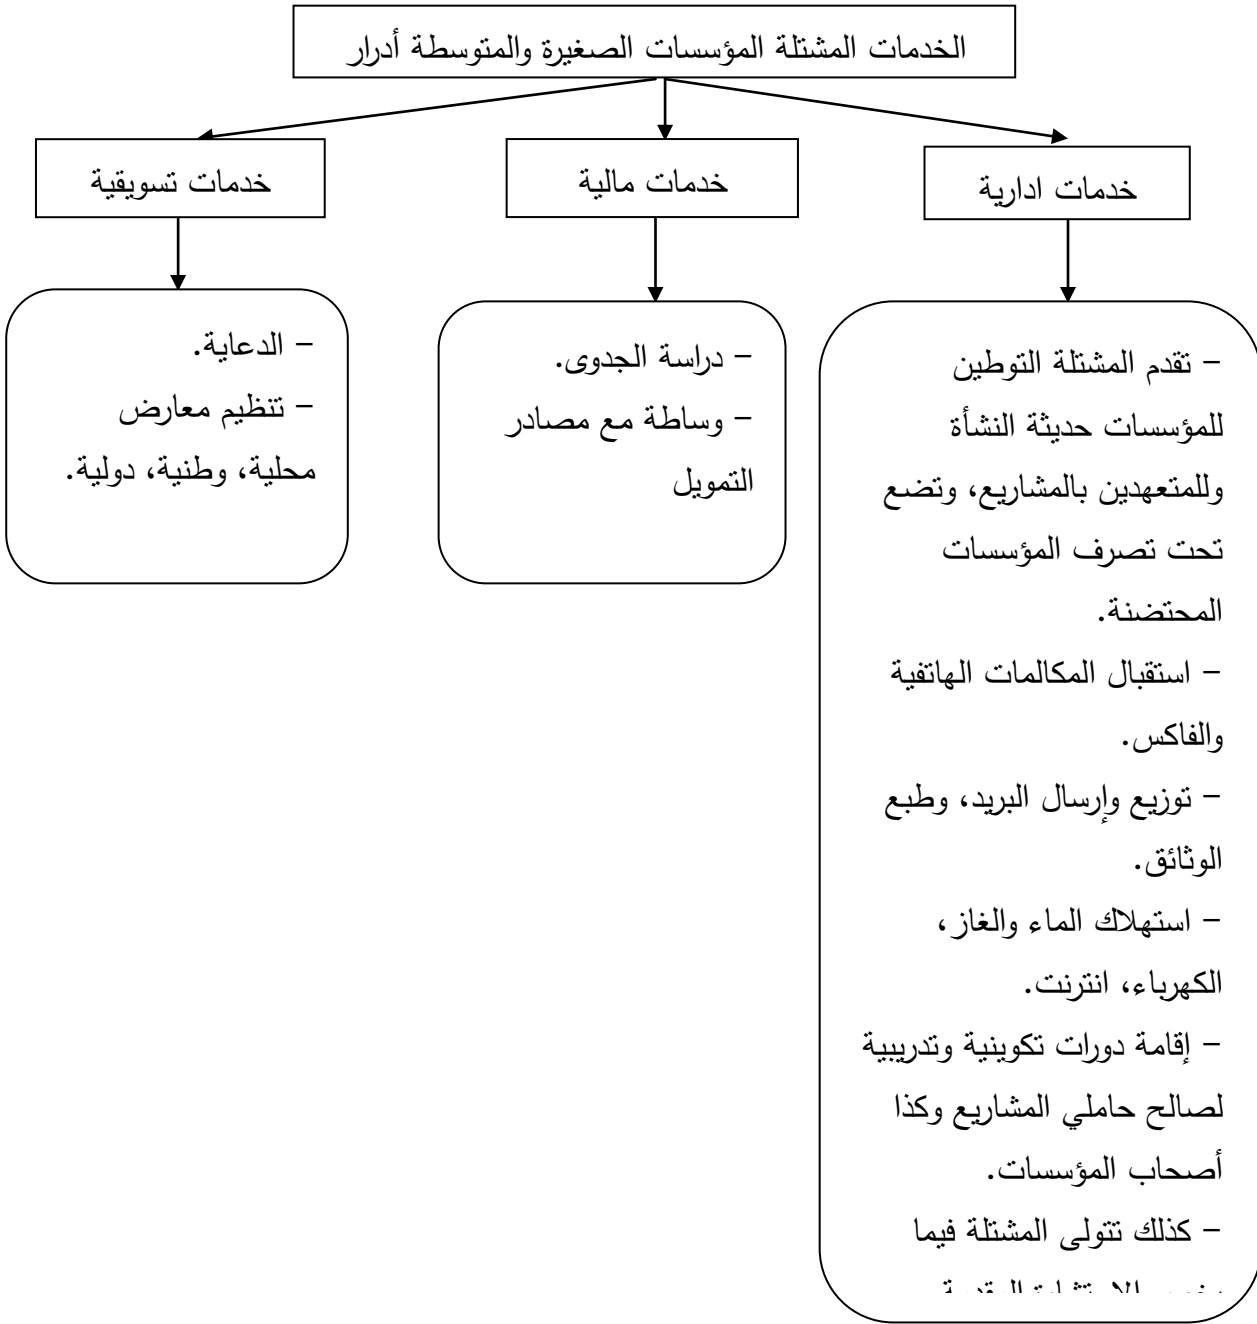 الخدمات المشتلة المؤسسات الصغيرة والمتوسطة أدرار
خدمات ادارية
خدمات مالية
خدمات تسويقية
– تقدم المشتلة التوطين
للمؤسسات حديثة النشأة
وللمتعهدين بالمشاريع، وتضع
تحت تصرف المؤسسات
المحتضنة.
– استقبال المكالمات الهاتفية
والفاكس.
– توزيع وإرسال البريد، وطبع
الوثائق.
– استهلاك الماء والغاز،
الكهرباء، انترنت.
– إقامة دورات تكوينية وتدريبية
لصالح حاملي المشاريع وكذا
أصحاب المؤسسات.
– كذلك تتولى المشتلة فيما
– دراسة الجدوى.
– وساطة مع مصادر
التمويل
– الدعاية.
– تنظيم معارض
محلية، وطنية، دولية.